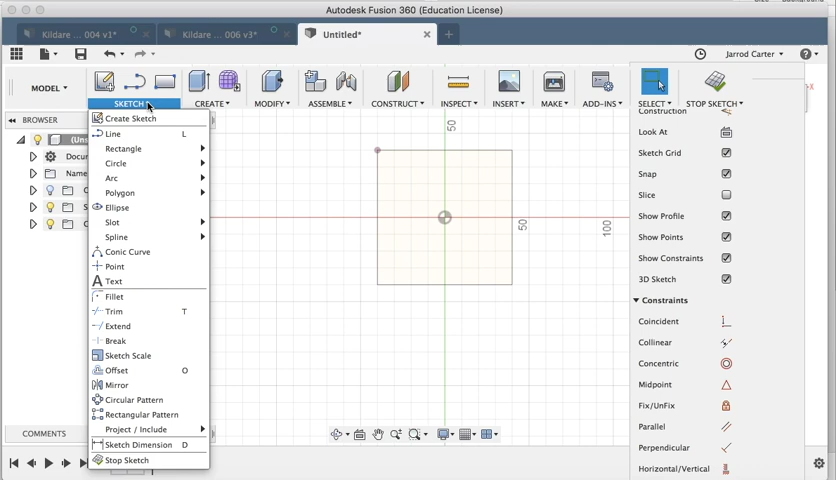 Autodesk Fusion 360 (Education License)
Kildare ... 004 v1*
Kildare ... 006 v3*
Untitled*
Jarrod Carter
MODEL
SKETCH
CREATE
MODIFY
ASSEMBLE
CONSTRUCT
INSPECT
INSERT
MAKE
ADD-INS
SELECT
STOP SKETCH
BROWSER
(Uns
Docu
Name
COMMENTS
Create Sketch
Line L
Rectangle
Circle
Arc
Polygon
Ellipse
Slot
Spline
Conic Curve
Point
Text
Fillet
Trim T
Extend
Break
Sketch Scale
Offset O
Mirror
Circular Pattern
Rectangular Pattern
Project / Include
Sketch Dimension D
Stop Sketch
50
50
100
Construction
Look At
Sketch Grid
Snap
Slice
Show Profile
Show Points
Show Constraints
3D Sketch
Constraints
Coincident
Collinear
Concentric
Midpoint
Fix/UnFix
Parallel
Perpendicular
Horizontal/Vertical